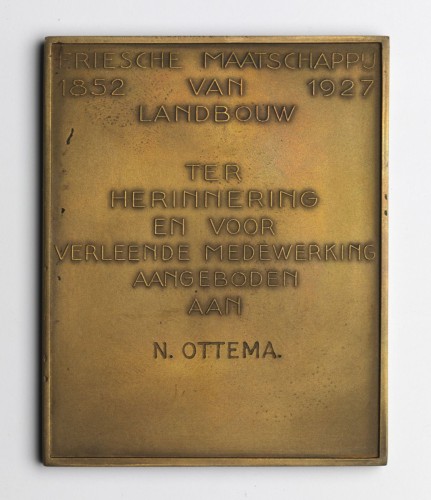 FRIESCHE MAATSCHAPPIJ
1852 VAN 1927
LANDBOUW
TER
HERINNERING
EN VOOR
VERLEENDE MEDEWERKING
AANGEBODEN
AAN
N. OTTEMA.